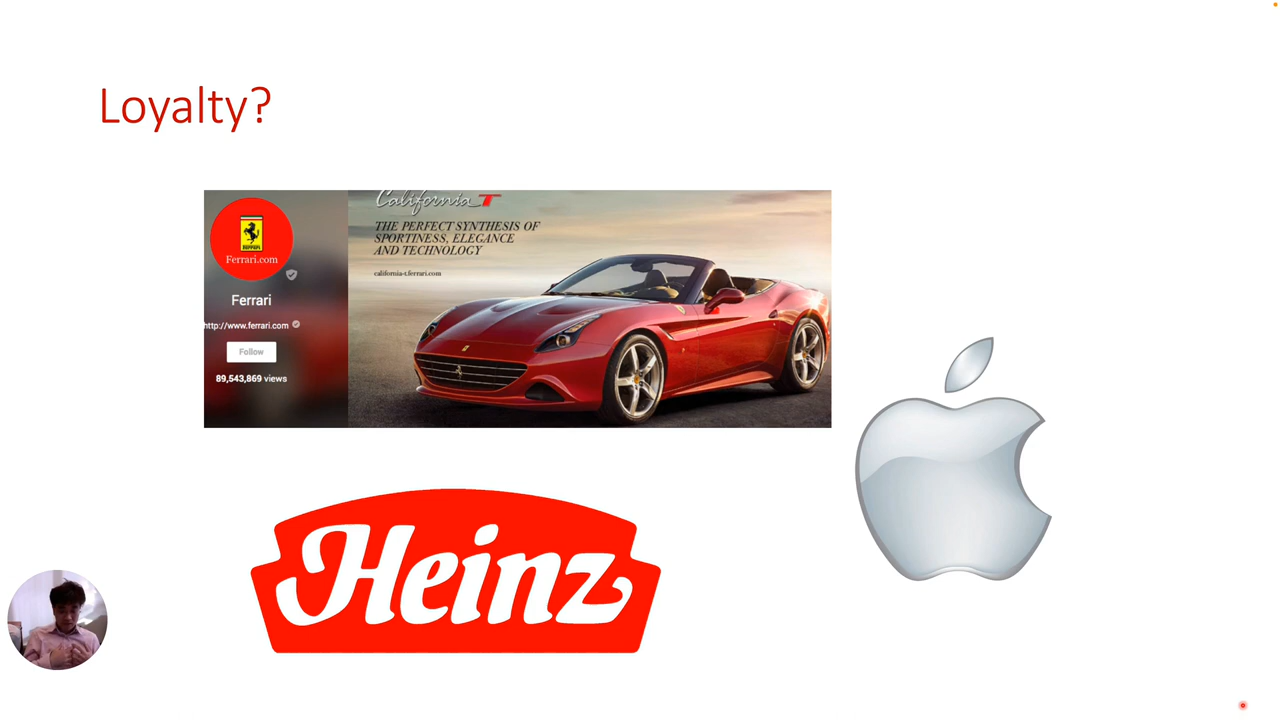 Loyalty?
Ferrari
Ferrari.com
Ferrari
http://www.ferrari.com
Follow
89,543,869 views
California T
THE PERFECT SYNTHESIS OF
SPORTINESS, ELEGANCE
AND TECHNOLOGY
california-t.ferrari.com
Heinz